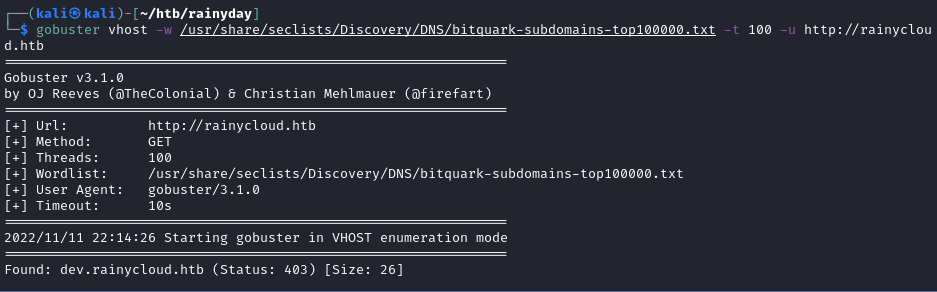 ┌──(kali㉿kali)-[~/htb/rainyday]
└─$ gobuster vhost -w /usr/share/seclists/Discovery/DNS/bitquark-subdomains-top100000.txt -t 100 -u http://rainyclou
d.htb
===============================================================
Gobuster v3.1.0
by OJ Reeves (@TheColonial) & Christian Mehlmauer (@firefart)
===============================================================
[+] Url:          http://rainycloud.htb
[+] Method:       GET
[+] Threads:      100
[+] Wordlist:     /usr/share/seclists/Discovery/DNS/bitquark-subdomains-top100000.txt
[+] User Agent:   gobuster/3.1.0
[+] Timeout:      10s
===============================================================
2022/11/11 22:14:26 Starting gobuster in VHOST enumeration mode
===============================================================
Found: dev.rainycloud.htb (Status: 403) [Size: 26]